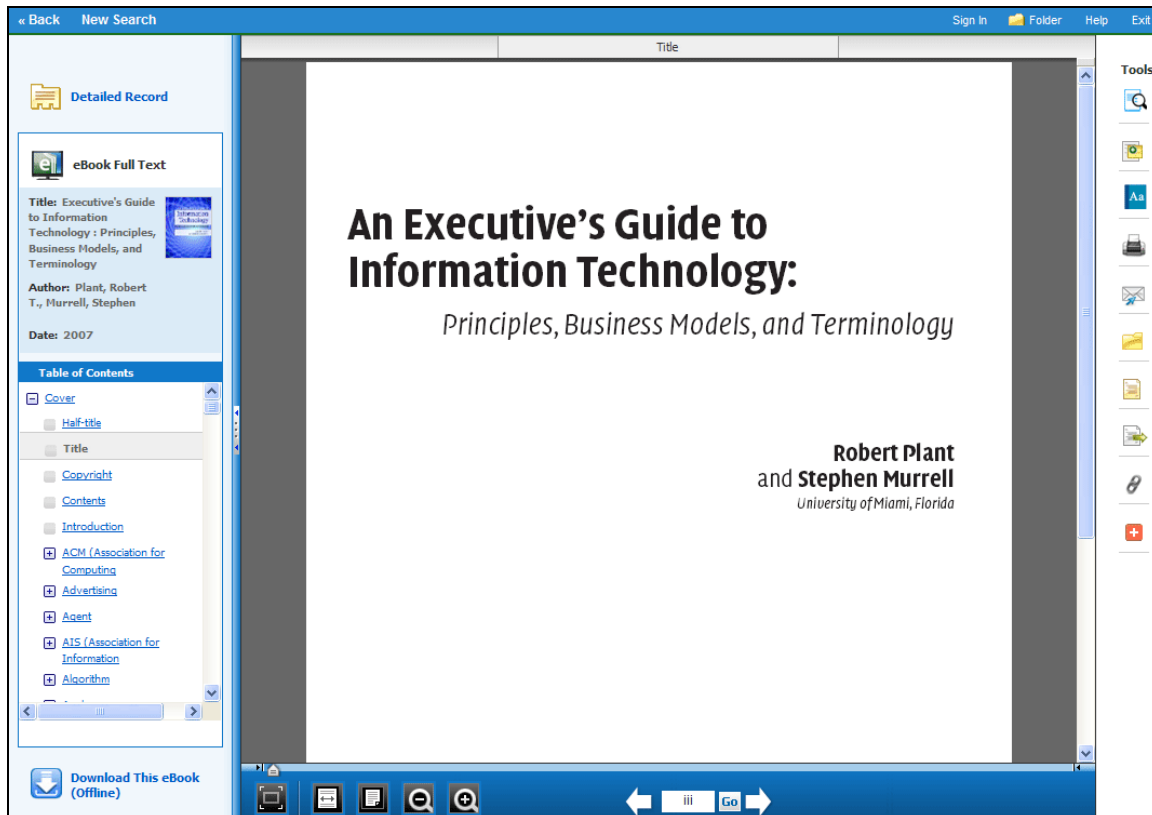 « Back New Search Sign In Folder Help Exit
Detailed Record
eBook Full Text
Title: Executive's Guide
to Information
Technology : Principles,
Business Models, and
Terminology
Information
Technology
Author: Plant, Robert
T., Murrell, Stephen
Date: 2007
Table of Contents
Cover
Half-title
Title
Copyright
Contents
Introduction
ACM (Association for
Computing
Advertising
Agent
AIS (Association for
Information
Algorithm
Download This eBook
(Offline)
Title
An Executive’s Guide to
Information Technology:
Principles, Business Models, and Terminology
Robert Plant
and Stephen Murrell
University of Miami, Florida
iii Go
Tools
Aa